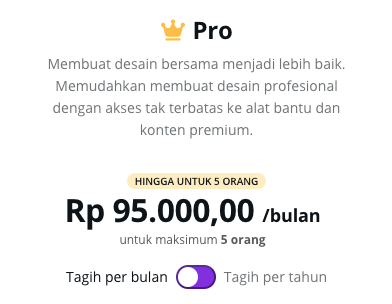 Pro
Membuat desain bersama menjadi lebih baik.
Memudahkan membuat desain profesional
dengan akses tak terbatas ke alat bantu dan
konten premium.
HINGGA UNTUK 5 ORANG
Rp 95.000,00 /bulan
untuk maksimum 5 orang
Tagih per bulan Tagih per tahun